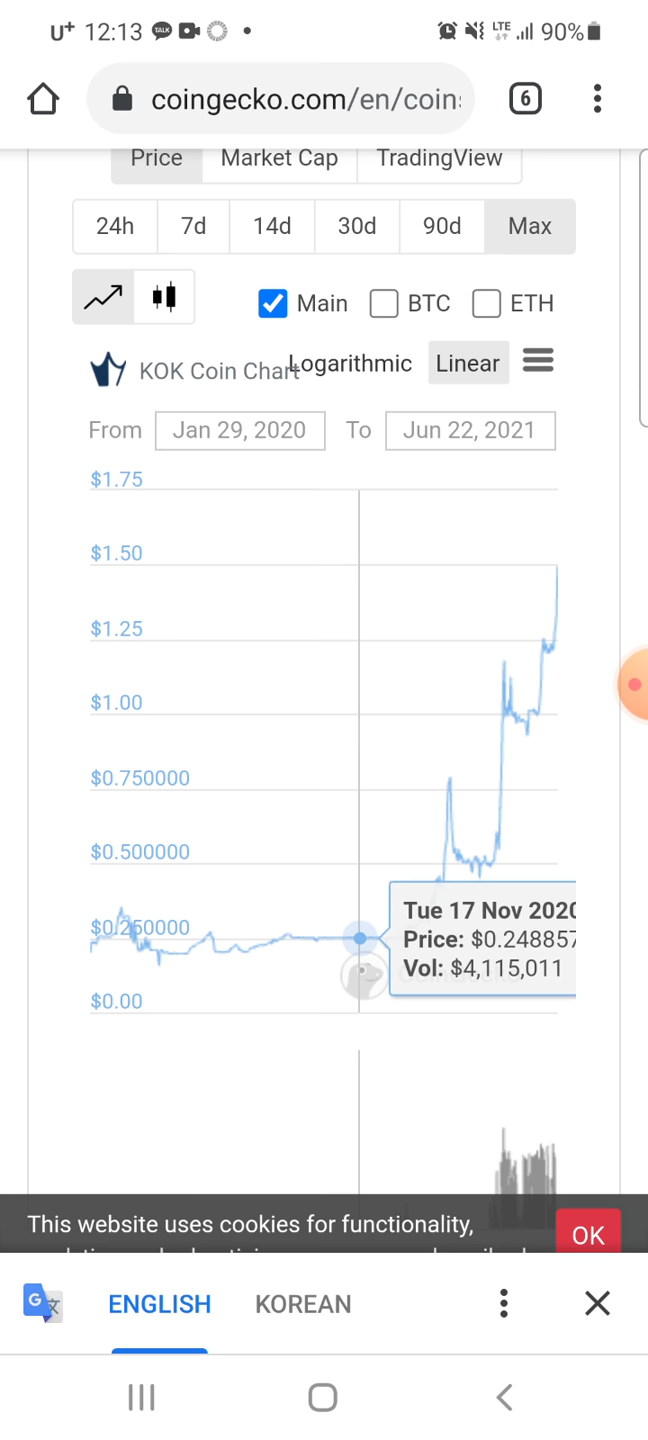 U+ 12:13 TALK LTE 90%
coingecko.com/en/coin 6
Price Market Cap TradingView
24h 7d 14d 30d 90d Max
Main BTC ETH
KOK Coin Chart Logarithmic Linear
From Jan 29, 2020 To Jun 22, 2021
$1.75
$1.50
$1.25
$1.00
$0.750000
$0.500000
$0.250000
Tue 17 Nov 2020
Price: $0.248857
Vol: $4,115,011
$0.00
This website uses cookies for functionality,
OK
G 文 ENGLISH KOREAN